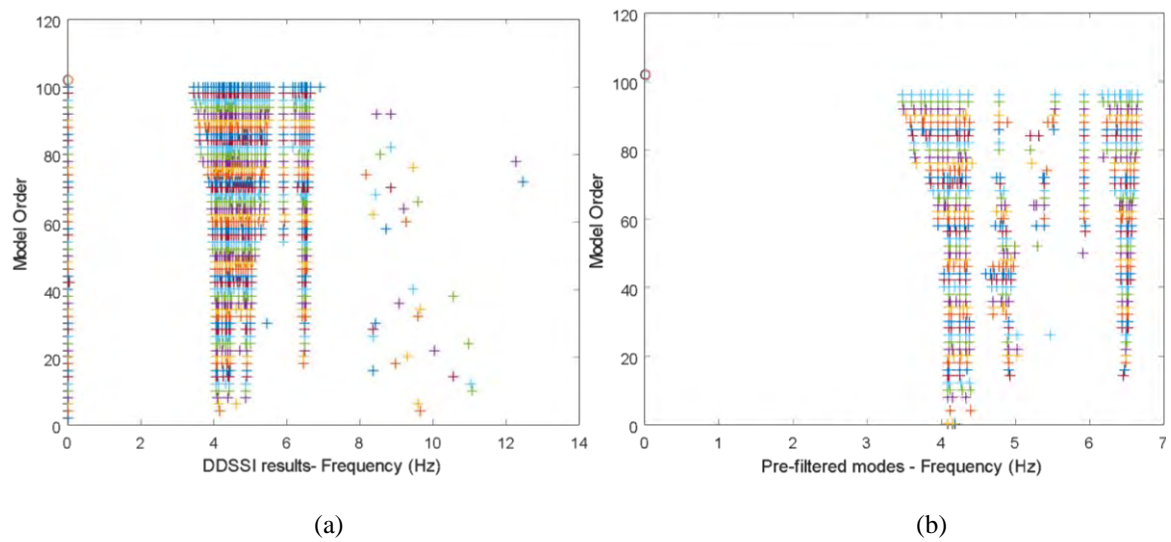 120
100
80
60
40
20
0
Model Order
0 2 4 6 8 10 12 14
DDSSI results- Frequency (Hz)
(a)
120
100
80
60
40
20
0
Model Order
0 1 2 3 4 5 6 7
Pre-filtered modes - Frequency (Hz)
(b)